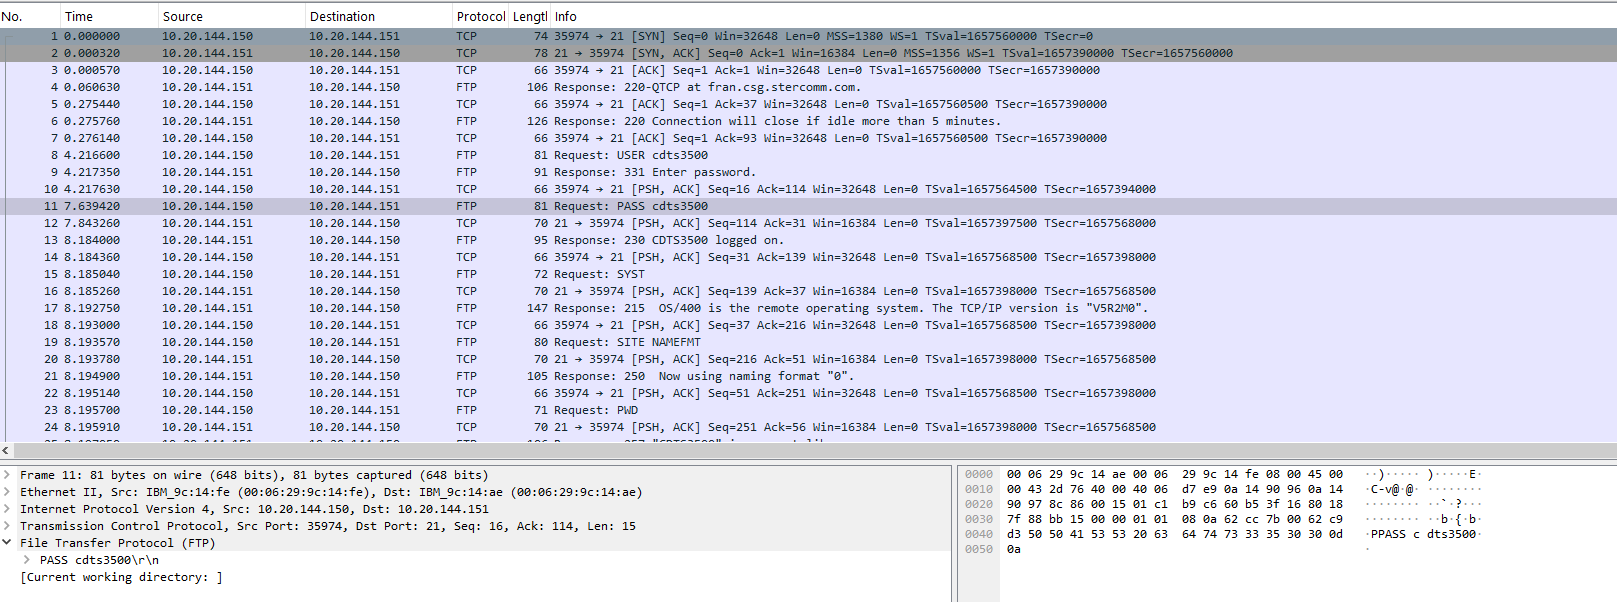 No. Time Source Destination Protocol Lengtl Info
1 0.000000 10.20.144.150 10.20.144.151 TCP 74 35974 → 21 [SYN] Seq=0 Win=32648 Len=0 MSS=1380 WS=1 TSval=1657560000 TSecr=0
2 0.000320 10.20.144.151 10.20.144.150 TCP 78 21 → 35974 [SYN, ACK] Seq=0 Ack=1 Win=16384 Len=0 MSS=1356 WS=1 TSval=1657390000 TSecr=1657560000
3 0.000570 10.20.144.150 10.20.144.151 TCP 66 35974 → 21 [ACK] Seq=1 Ack=1 Win=32648 Len=0 TSval=1657560000 TSecr=1657390000
4 0.060630 10.20.144.151 10.20.144.150 FTP 106 Response: 220-QTCP at fran.csg.stercomm.com.
5 0.275440 10.20.144.150 10.20.144.151 TCP 66 35974 → 21 [ACK] Seq=1 Ack=37 Win=32648 Len=0 TSval=1657560500 TSecr=1657390000
6 0.275760 10.20.144.151 10.20.144.150 FTP 126 Response: 220 Connection will close if idle more than 5 minutes.
7 0.276140 10.20.144.150 10.20.144.151 TCP 66 35974 → 21 [ACK] Seq=1 Ack=93 Win=32648 Len=0 TSval=1657560500 TSecr=1657390000
8 4.216600 10.20.144.150 10.20.144.151 FTP 81 Request: USER cdts3500
9 4.217350 10.20.144.151 10.20.144.150 FTP 91 Response: 331 Enter password.
10 4.217630 10.20.144.150 10.20.144.151 TCP 66 35974 → 21 [PSH, ACK] Seq=16 Ack=114 Win=32648 Len=0 TSval=1657564500 TSecr=1657394000
11 7.639420 10.20.144.150 10.20.144.151 FTP 81 Request: PASS cdts3500
12 7.843260 10.20.144.151 10.20.144.150 TCP 70 21 → 35974 [PSH, ACK] Seq=114 Ack=31 Win=16384 Len=0 TSval=1657397500 TSecr=1657568000
13 8.184000 10.20.144.151 10.20.144.150 FTP 95 Response: 230 CDTS3500 logged on.
14 8.184360 10.20.144.150 10.20.144.151 TCP 66 35974 → 21 [PSH, ACK] Seq=31 Ack=139 Win=32648 Len=0 TSval=1657568500 TSecr=1657398000
15 8.185040 10.20.144.150 10.20.144.151 FTP 72 Request: SYST
16 8.185260 10.20.144.151 10.20.144.150 TCP 70 21 → 35974 [PSH, ACK] Seq=139 Ack=37 Win=16384 Len=0 TSval=1657398000 TSecr=1657568500
17 8.192750 10.20.144.151 10.20.144.150 FTP 147 Response: 215  OS/400 is the remote operating system. The TCP/IP version is "V5R2M0".
18 8.193000 10.20.144.150 10.20.144.151 TCP 66 35974 → 21 [PSH, ACK] Seq=37 Ack=216 Win=32648 Len=0 TSval=1657568500 TSecr=1657398000
19 8.193570 10.20.144.150 10.20.144.151 FTP 80 Request: SITE NAMEFMT
20 8.193780 10.20.144.151 10.20.144.150 TCP 70 21 → 35974 [PSH, ACK] Seq=216 Ack=51 Win=16384 Len=0 TSval=1657398000 TSecr=1657568500
21 8.194900 10.20.144.151 10.20.144.150 FTP 105 Response: 250  Now using naming format "0".
22 8.195140 10.20.144.150 10.20.144.151 TCP 66 35974 → 21 [PSH, ACK] Seq=51 Ack=251 Win=32648 Len=0 TSval=1657568500 TSecr=1657398000
23 8.195700 10.20.144.150 10.20.144.151 FTP 71 Request: PWD
24 8.195910 10.20.144.151 10.20.144.150 TCP 70 21 → 35974 [PSH, ACK] Seq=251 Ack=56 Win=16384 Len=0 TSval=1657398000 TSecr=1657568500
Frame 11: 81 bytes on wire (648 bits), 81 bytes captured (648 bits)
Ethernet II, Src: IBM_9c:14:fe (00:06:29:9c:14:fe), Dst: IBM_9c:14:ae (00:06:29:9c:14:ae)
Internet Protocol Version 4, Src: 10.20.144.150, Dst: 10.20.144.151
Transmission Control Protocol, Src Port: 35974, Dst Port: 21, Seq: 16, Ack: 114, Len: 15
File Transfer Protocol (FTP)
PASS cdts3500\r\n
[Current working directory: ]
0000 00 06 29 9c 14 ae 00 06 29 9c 14 fe 08 00 45 00 ··)····· )·····E·
0010 00 43 2d 76 40 00 40 06 d7 e9 0a 14 90 96 0a 14 ·C-v@·@· ········
0020 90 97 8c 86 00 15 01 c1 b9 c6 60 b5 3f 16 80 18 ········ ··`·?···
0030 7f 88 bb 15 00 00 01 01 08 0a 62 cc 7b 00 62 c9 ········ ··b·{·b·
0040 d3 50 50 41 53 53 20 63 64 74 73 33 35 30 30 0d ·PPASS c dts3500·
0050 0a ·